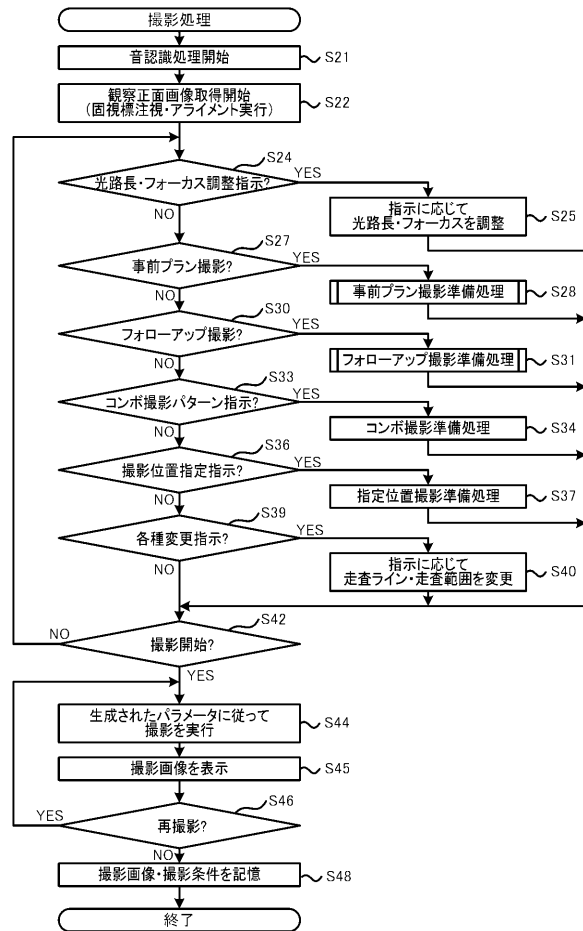 撮影処理
音認識処理開始
S21
観察正面画像取得開始
(固視標注視・アライメント実行)
S22
S24
光路長・フォーカス調整指示?
YES
NO
指示に応じて
光路長・フォーカスを調整
S25
S27
事前プラン撮影?
YES
NO
事前プラン撮影準備処理
S28
S30
フォローアップ撮影?
YES
NO
フォローアップ撮影準備処理
S31
S33
コンボ撮影パターン指示?
YES
NO
コンボ撮影準備処理
S34
S36
撮影位置指定指示?
YES
NO
指定位置撮影準備処理
S37
S39
各種変更指示?
YES
NO
指示に応じて
走査ライン・走査範囲を変更
S40
S42
撮影開始?
NO
YES
生成されたパラメータに従って
撮影を実行
S44
撮影画像を表示
S45
S46
再撮影?
YES
NO
撮影画像・撮影条件を記憶
S48
終了